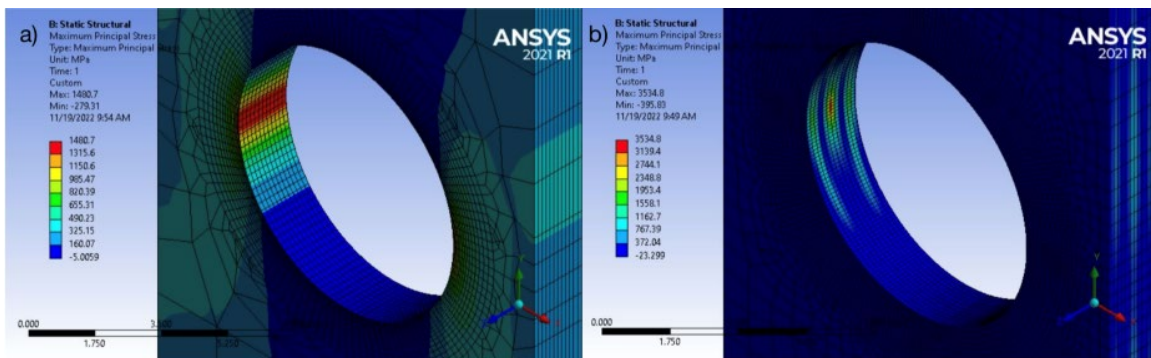 a)
B: Static Structural
Maximum Principal Stress
Type: Maximum Principal Stress
Unit: MPa
Time: 1
Custom
Max: 1480.7
Min: -279.31
11/19/2022 9:54 AM
1480.7
1315.6
1150.6
985.47
820.39
655.31
490.23
325.15
160.07
-5.0059
ANSYS
2021 R1
Y
X
0.000
3.500
1.750
5.250
b)
B: Static Structural
Maximum Principal Stress
Type: Maximum Principal
Unit: MPa
Time: 1
Custom
Max: 3534.8
Min: -395.83
11/19/2022 9:49 AM
3534.8
3139.4
2744.1
2348.8
1953.4
1558.1
1162.7
767.39
372.04
-23.299
ANSYS
2021 R1
Y
X
0.000
1.750